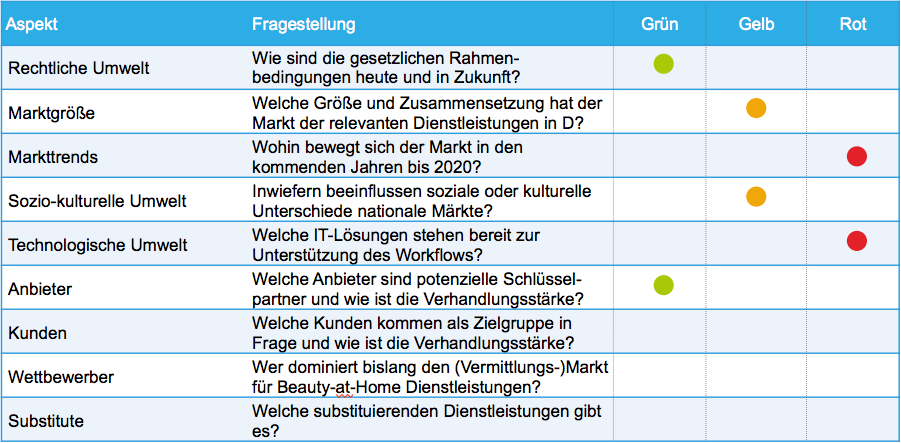 Aspekt Fragestellung Grün Gelb Rot
Rechtliche Umwelt Wie sind die gesetzlichen Rahmen-
bedingungen heute und in Zukunft?
Marktgröße Welche Größe und Zusammensetzung hat der
Markt der relevanten Dienstleistungen in D?
Markttrends Wohin bewegt sich der Markt in den
kommenden Jahren bis 2020?
Sozio-kulturelle Umwelt Inwiefern beeinflussen soziale oder kulturelle
Unterschiede nationale Märkte?
Technologische Umwelt Welche IT-Lösungen stehen bereit zur
Unterstützung des Workflows?
Anbieter Welche Anbieter sind potenzielle Schlüssel-
partner und wie ist die Verhandlungsstärke?
Kunden Welche Kunden kommen als Zielgruppe in
Frage und wie ist die Verhandlungsstärke?
Wettbewerber Wer dominiert bislang den (Vermittlungs-)Markt
für Beauty-at-Home Dienstleistungen?
Substitute Welche substituierenden Dienstleistungen gibt
es?